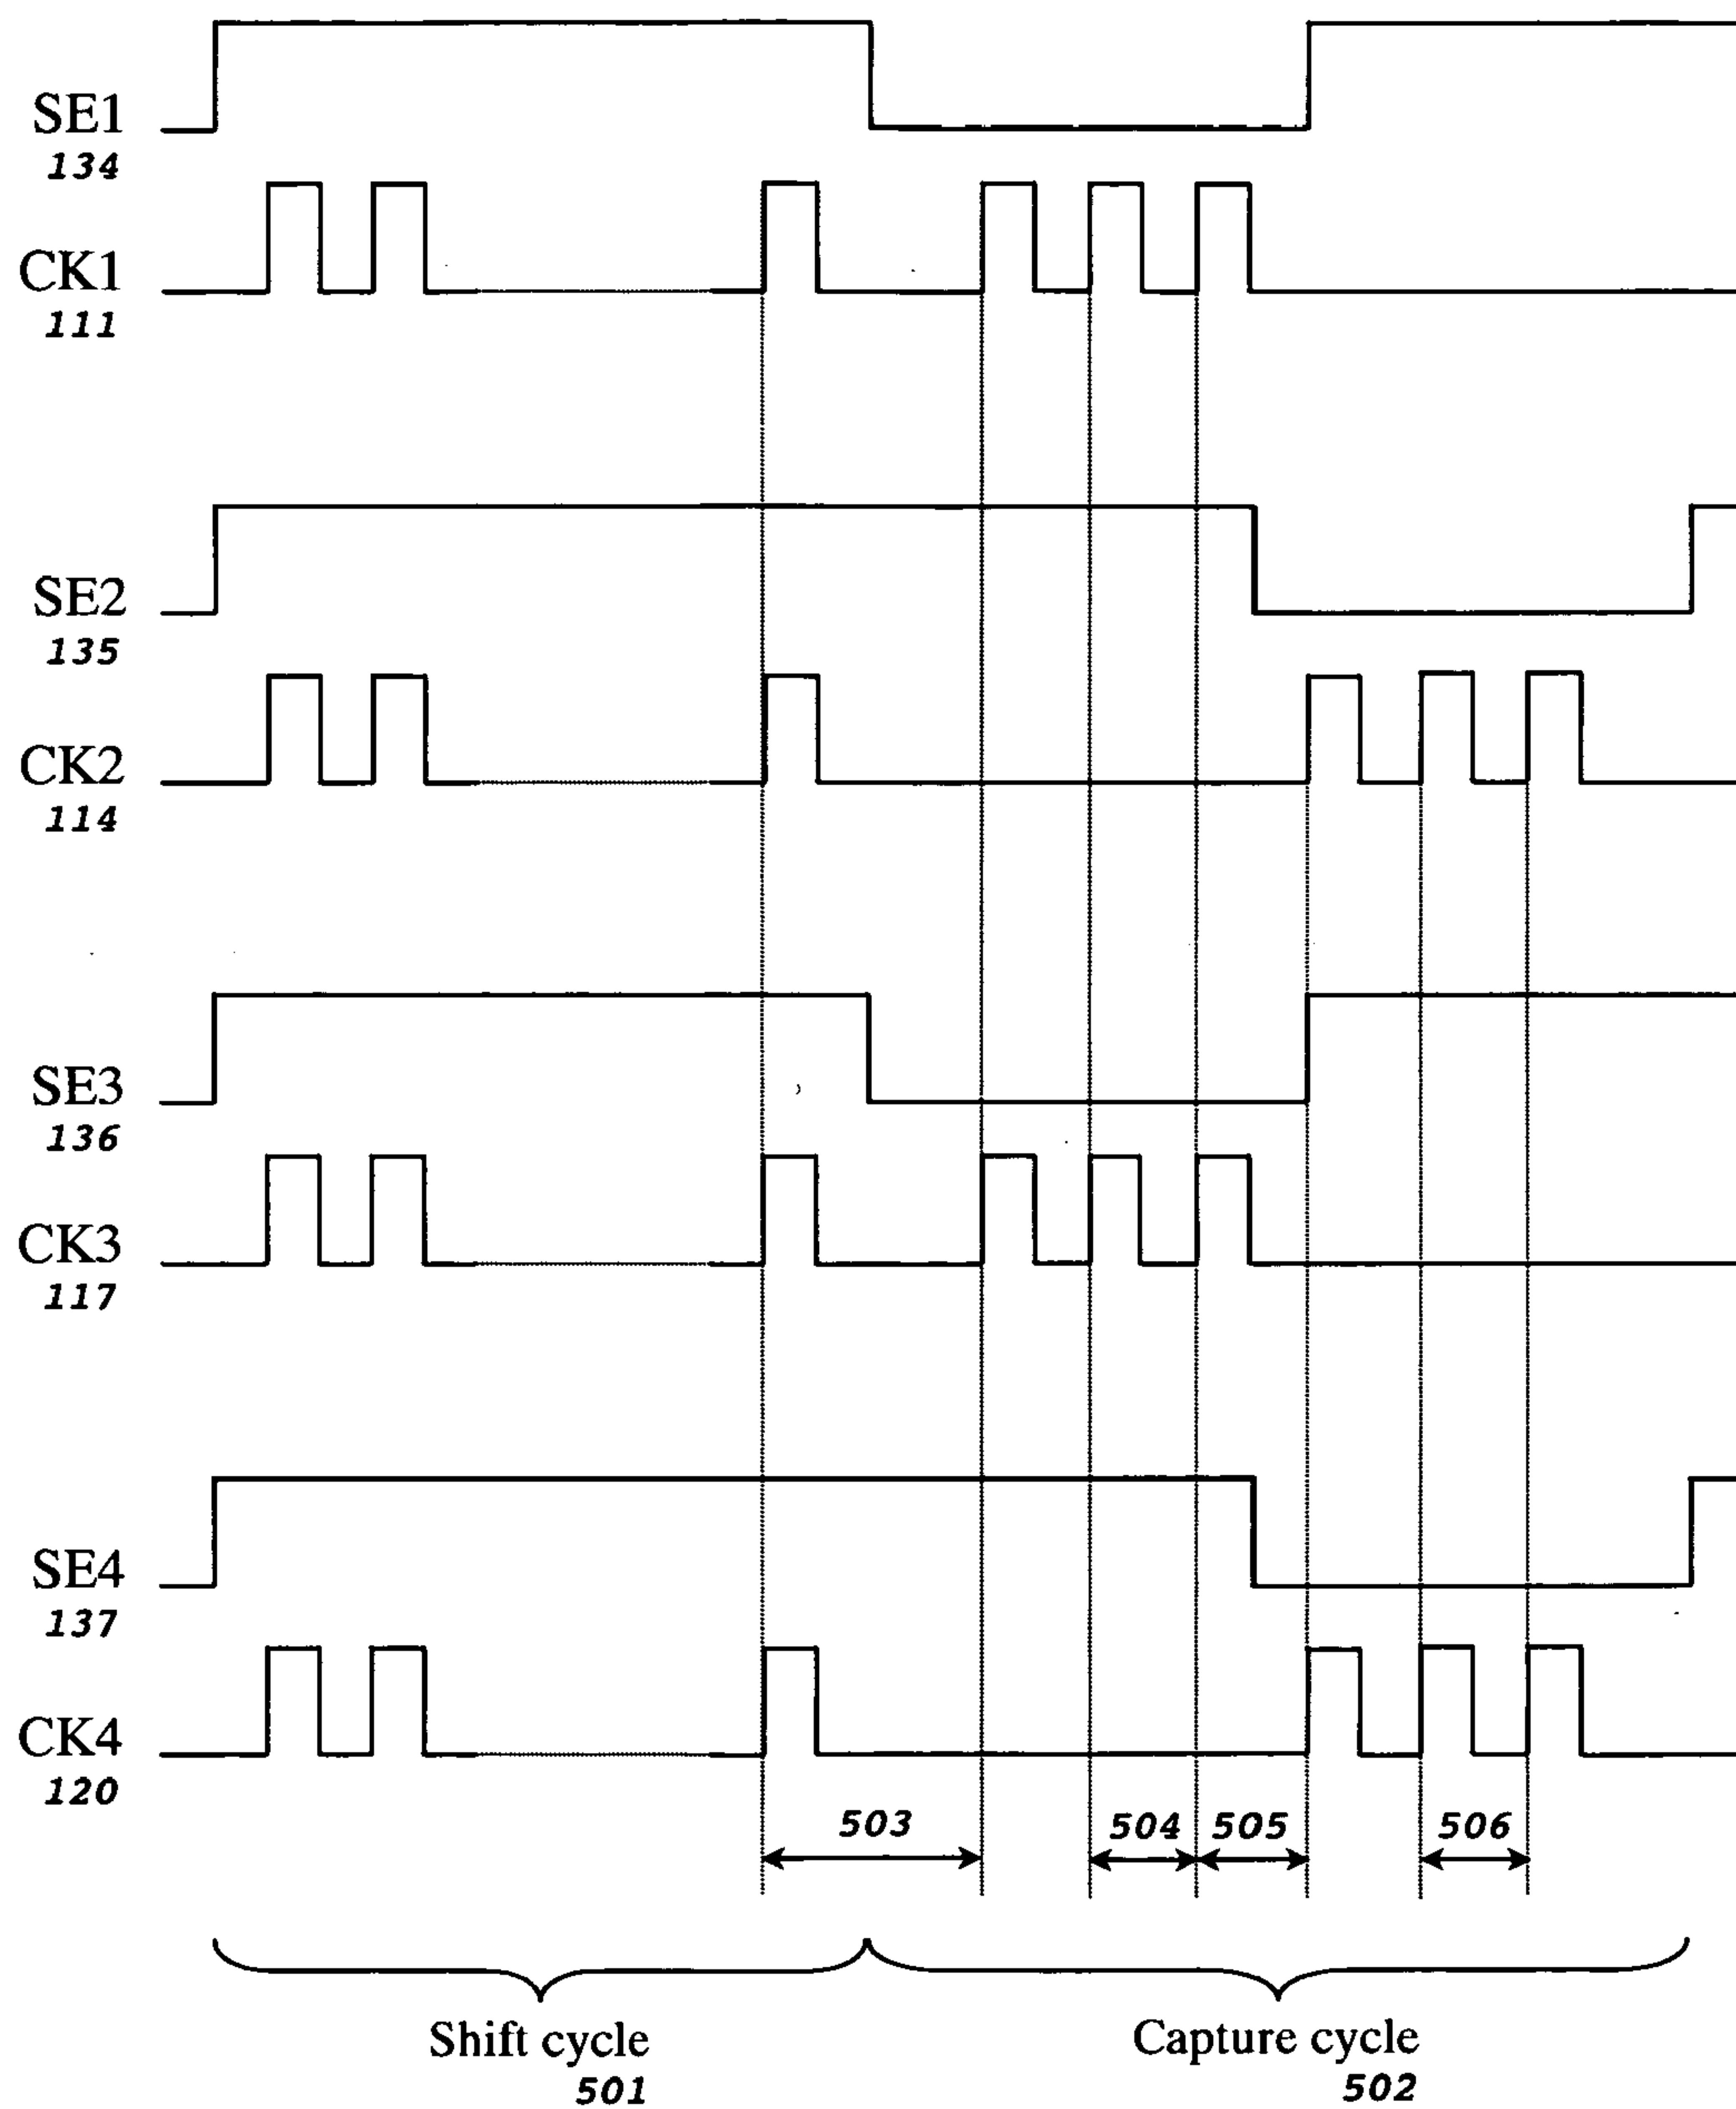 SE1
134
CK1
111
SE2
135
CK2
114
SE3
136
CK3
117
SE4
137
CK4
120
503
504
505
506
Shift cycle
501
Capture cycle
502